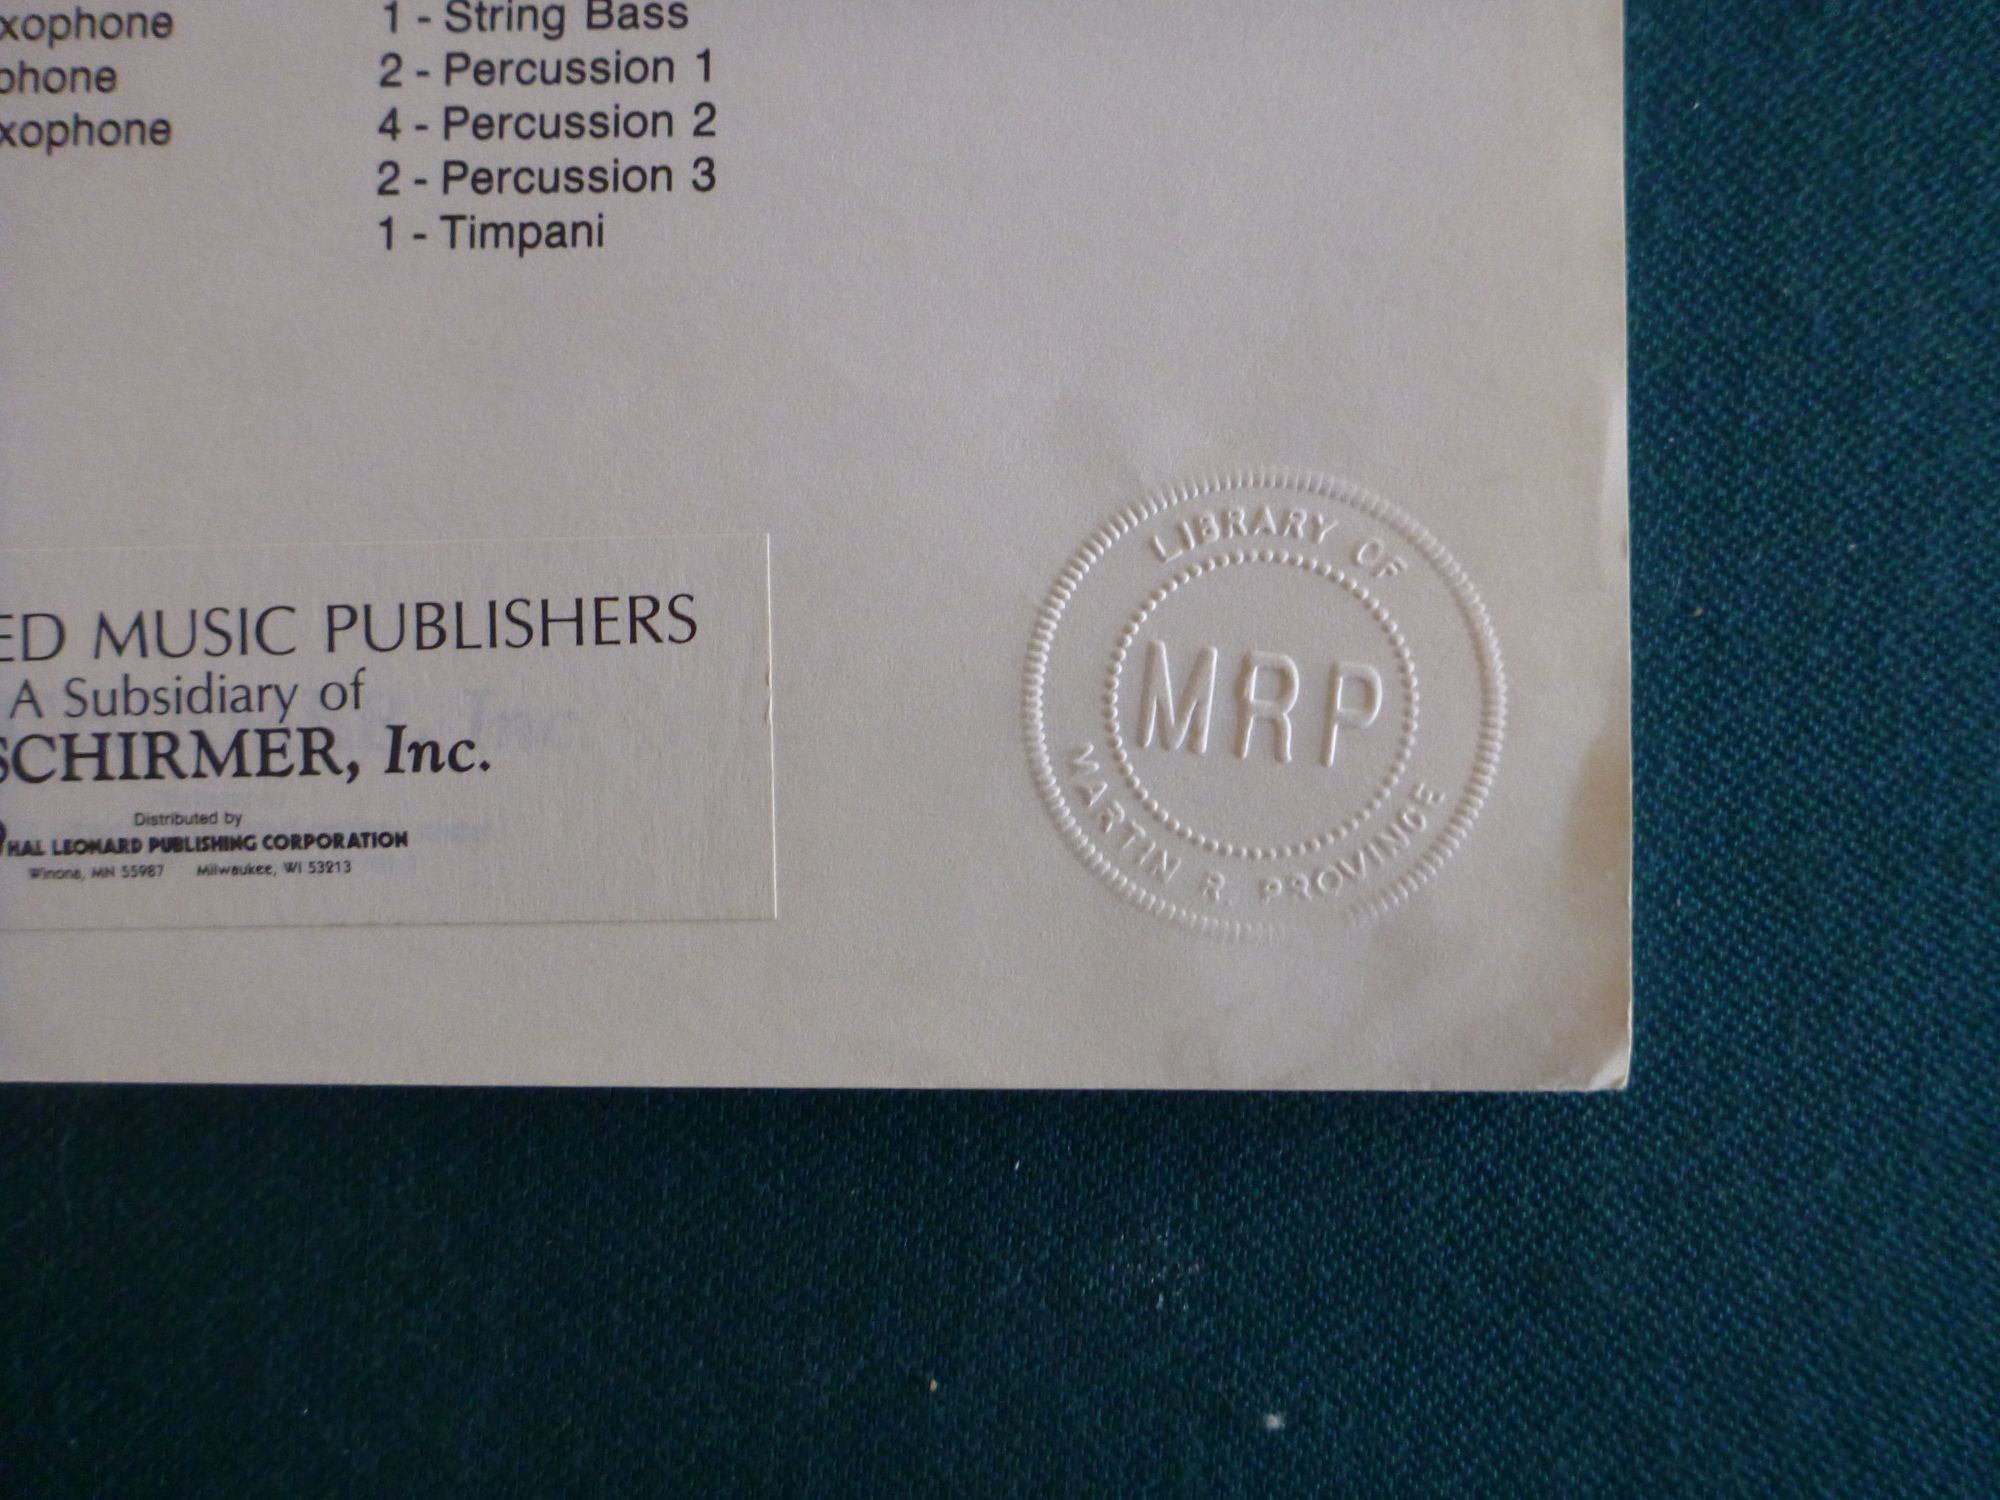 xophone
phone
xophone
1 - String Bass
2 - Percussion 1
4 - Percussion 2
2 - Percussion 3
1 - Timpani
ED MUSIC PUBLISHERS
A Subsidiary of
SCHIRMER, Inc.
Distributed by
HAL LEONARD PUBLISHING CORPORATION
Winona, MN 55987 Milwaukee, WI 53213
LIBRARY OF
MRP
MARTIN R. PROVINCE